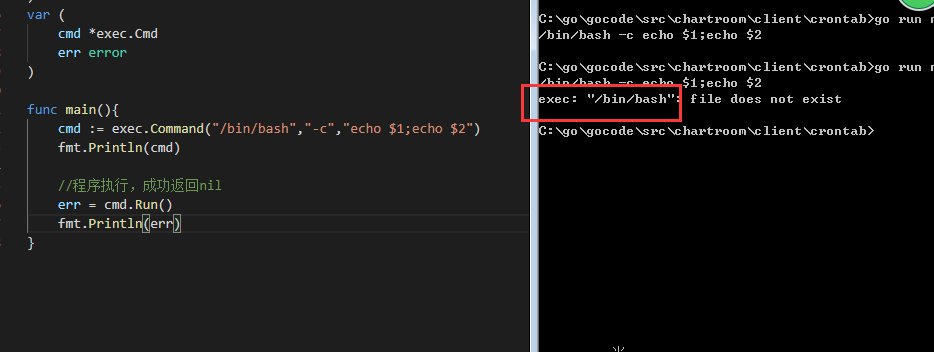 var (
cmd *exec.Cmd
err error
)
func main(){
cmd := exec.Command("/bin/bash","-c","echo $1;echo $2")
fmt.Println(cmd)
//程序执行，成功返回nil
err = cmd.Run()
fmt.Println(err)
}
C:\go\gocode\src\chartroon\client\crontab>go run
/bin/bash -c echo $1;echo $2
C:\go\gocode\src\chartroon\client\crontab>go run
/bin/bash -c echo $1;echo $2
exec: "/bin/bash": file does not exist
C:\go\gocode\src\chartroon\client\crontab>